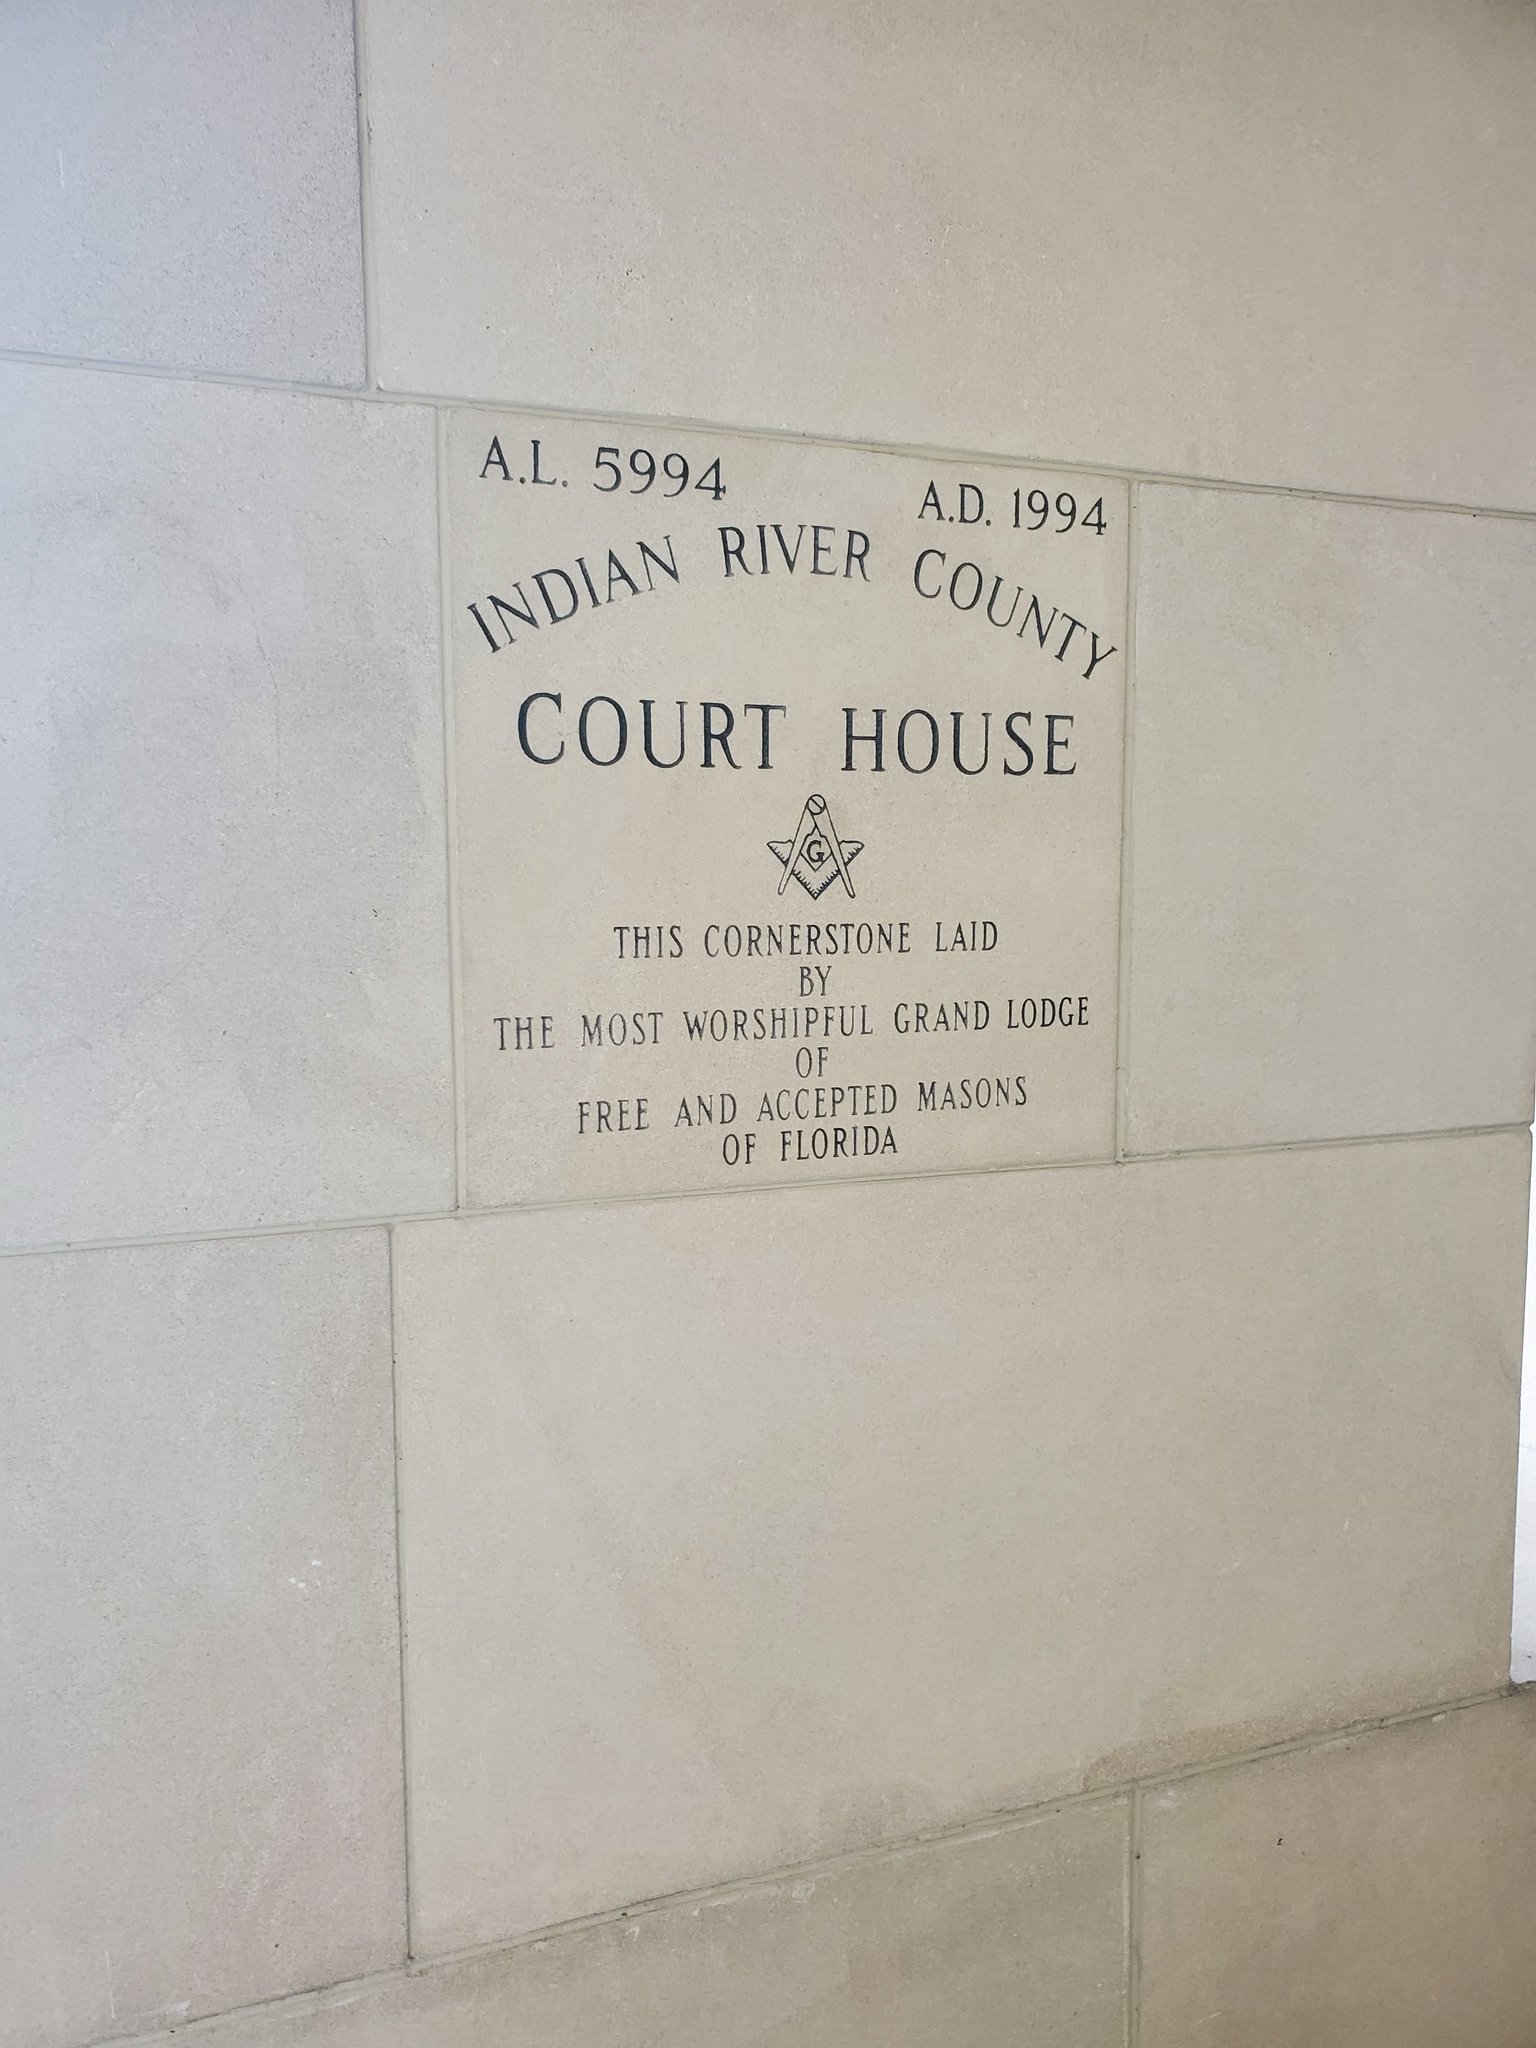 A.L. 5994 A.D. 1994
INDIAN RIVER COUNTY
COURT HOUSE
G
THIS CORNERSTONE LAID
BY
THE MOST WORSHIPFUL GRAND LODGE
OF
FREE AND ACCEPTED MASONS
OF FLORIDA